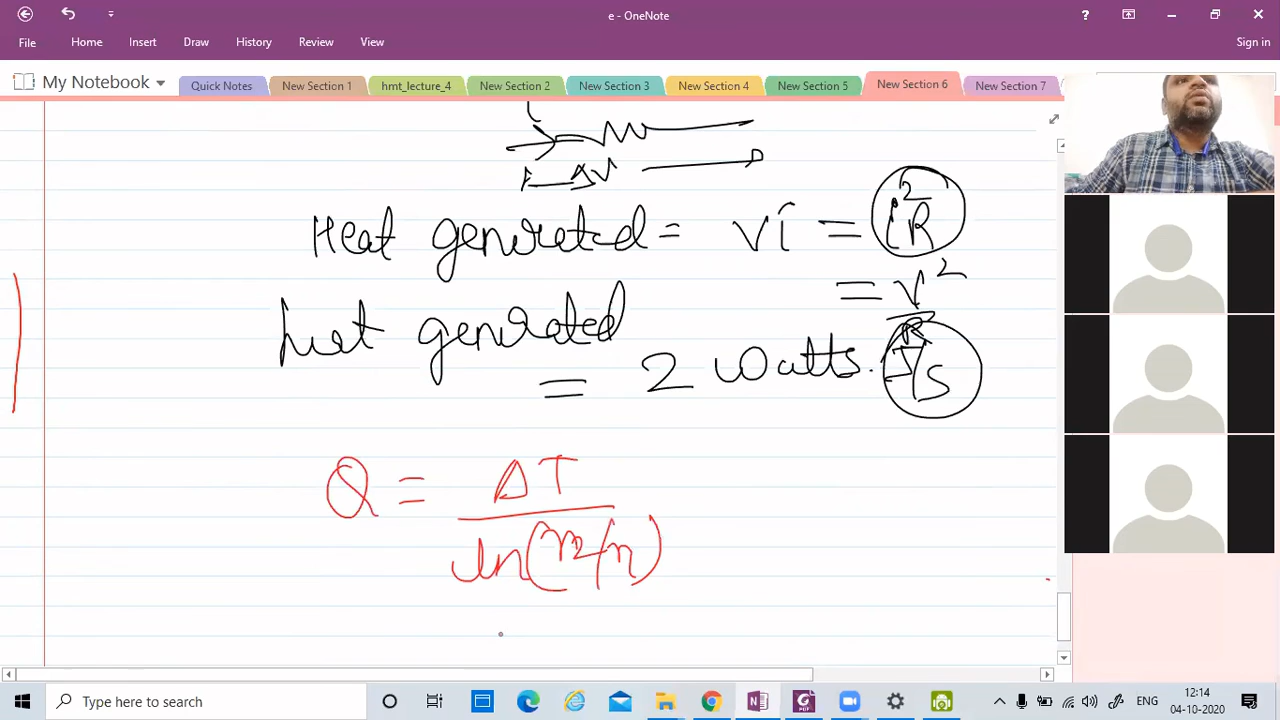 e - OneNote
File Home Insert Draw History Review View Sign in
My Notebook Quick Notes New Section 1 hmt_lecture_4 New Section 2 New Section 3 New Section 4 New Section 5 New Section 6 New Section 7
Heat generated = vi = i²R
= v²/R
heat generated
= 2 Watts. J/s
Q = ΔT
ln(r2/r1)
Type here to search
ENG 2:14
04-10-2020